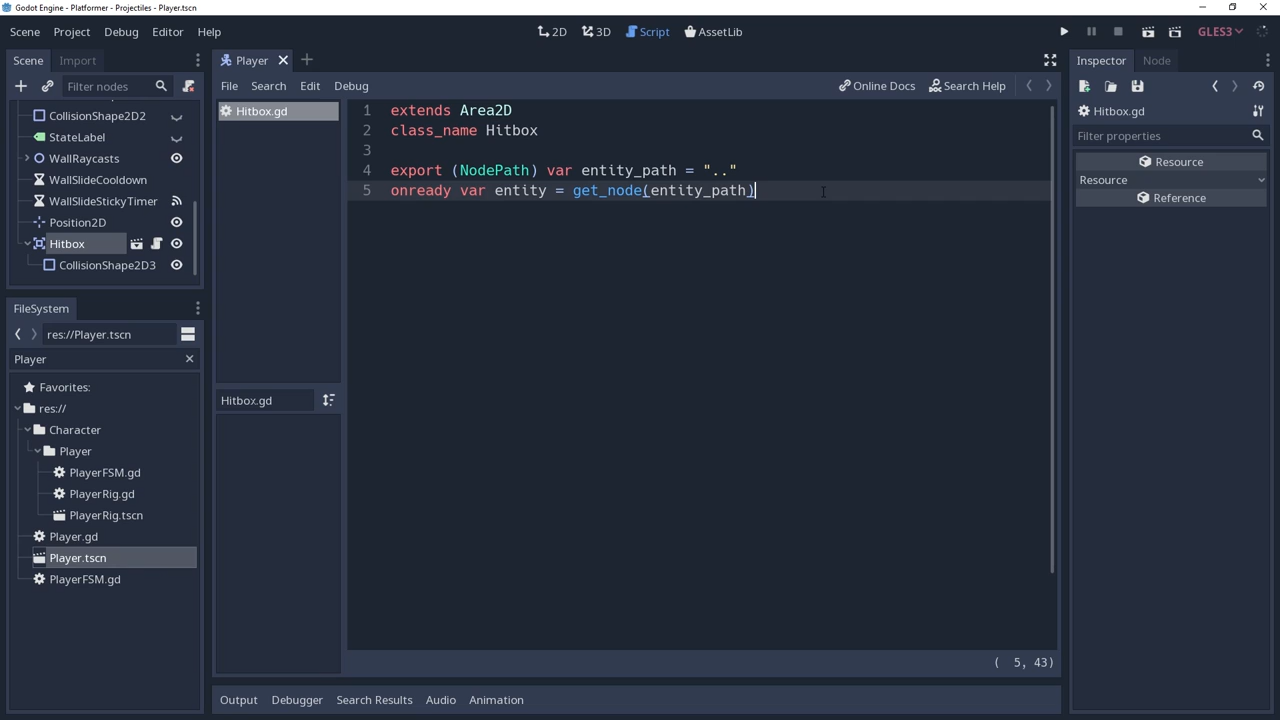 Godot Engine - Platformer - Projectiles - Player.tscn
Scene Project Debug Editor Help
2D 3D Script AssetLib
GLES3
Scene Import
Filter nodes
CollisionShape2D2
StateLabel
WallRaycasts
WallSlideCooldown
WallSlideStickyTimer
Position2D
Hitbox
CollisionShape2D3
FileSystem
res://Player.tscn
Player
Favorites:
res://
Character
Player
PlayerFSM.gd
PlayerRig.gd
PlayerRig.tscn
Player.gd
Player.tscn
PlayerFSM.gd
Player
File Search Edit Debug
Online Docs Search Help
Hitbox.gd
Hitbox.gd
1 extends Area2D
2 class_name Hitbox
3
4 export (NodePath) var entity_path = ".."
5 onready var entity = get_node(entity_path)
( 5, 43)
Output Debugger Search Results Audio Animation
Inspector Node
Hitbox.gd
Filter properties
Resource
Resource
Reference